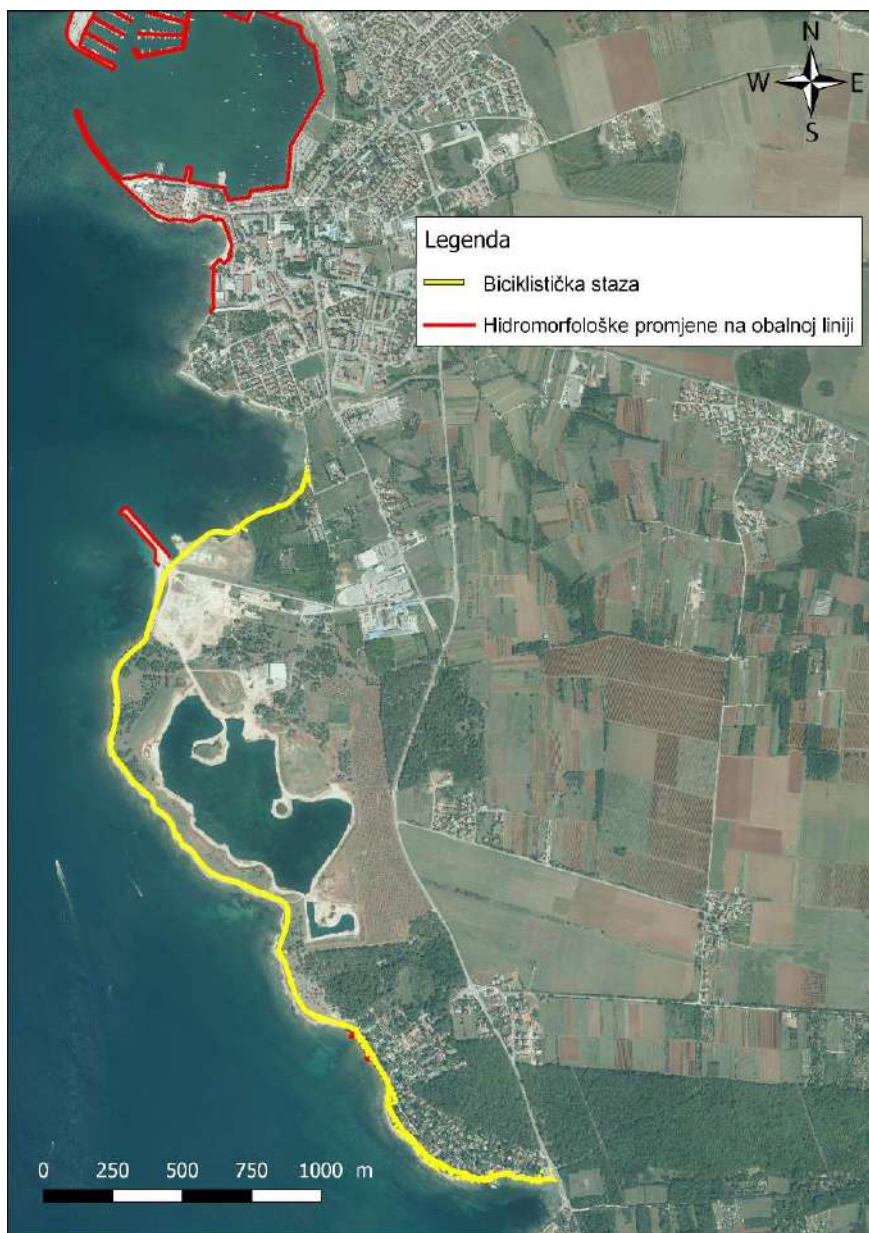 N
W E
S
Legenda
Biciklistička staza
Hidromorfološke promjene na obalnoj liniji
0 250 500 750 1000 m